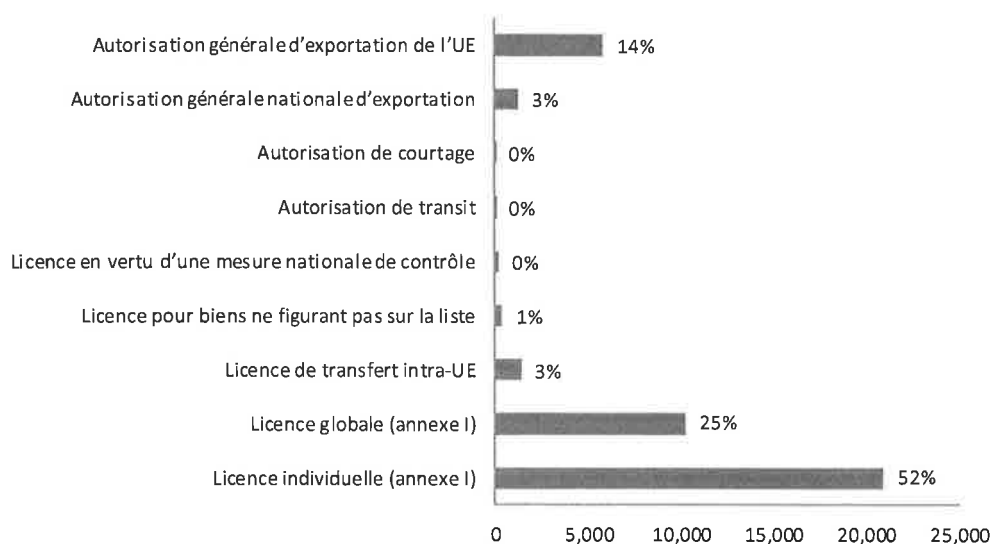 Autorisation générale d'exportation de l'UE 14%
Autorisation générale nationale d'exportation 3%
Autorisation de courtage 0%
Autorisation de transit 0%
Licence en vertu d'une mesure nationale de contrôle 0%
Licence pour biens ne figurant pas sur la liste 1%
Licence de transfert intra-UE 3%
Licence globale (annexe I) 25%
Licence individuelle (annexe I) 52%
0 5,000 10,000 15,000 20,000 25,000